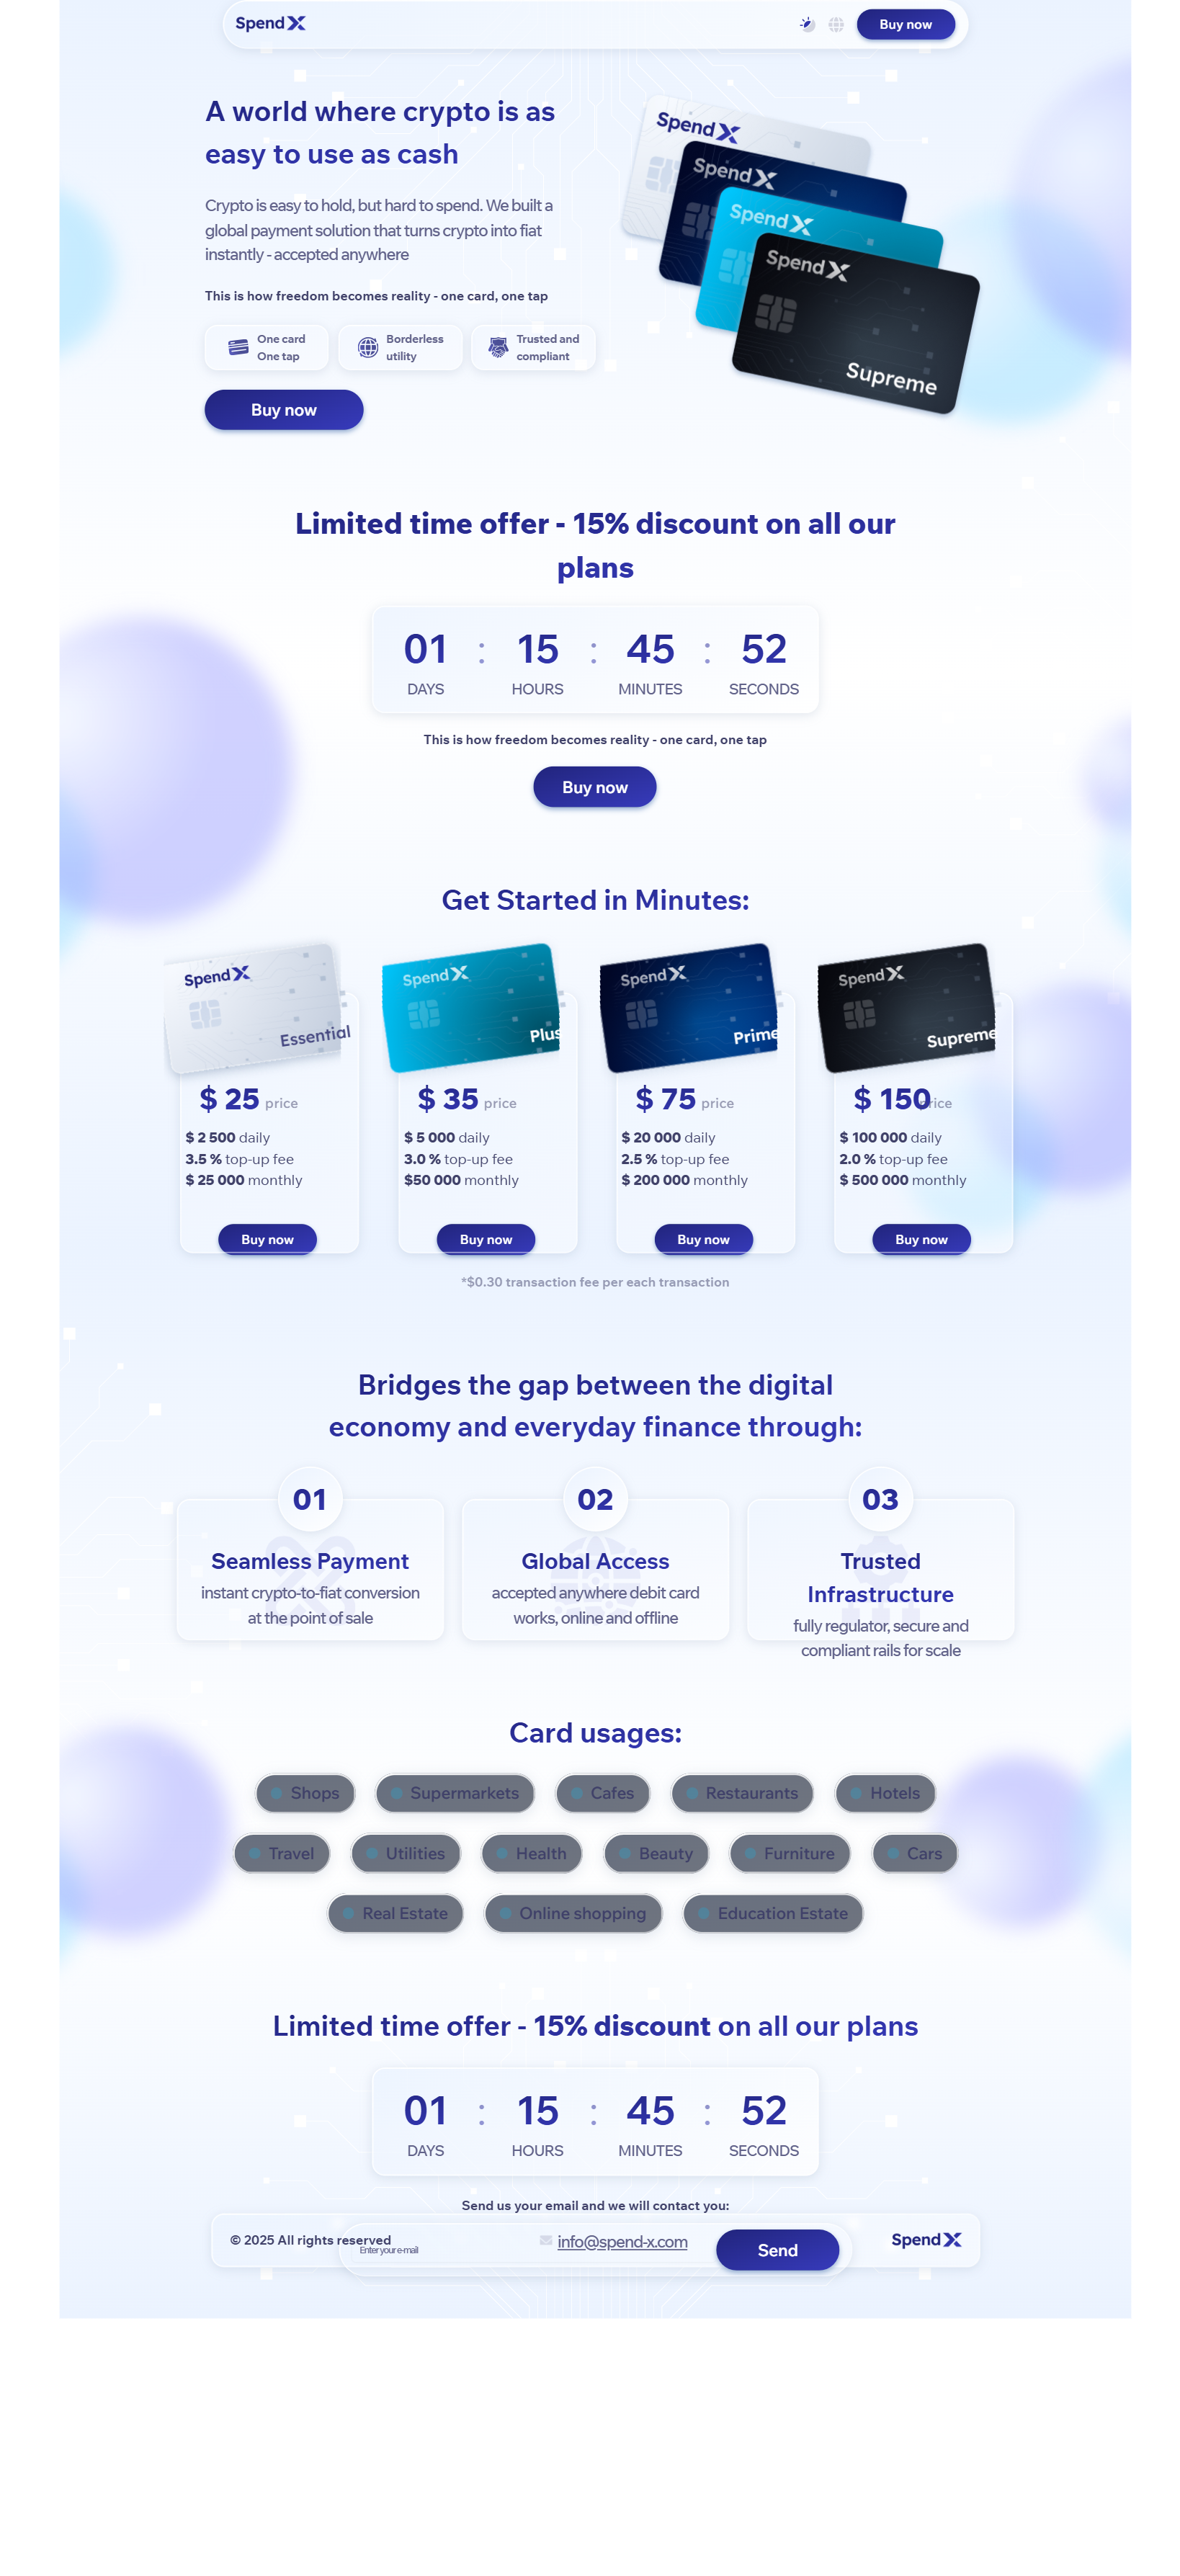 SpendX
Buy now
A world where crypto is as
easy to use as cash
Crypto is easy to hold, but hard to spend. We built a
global payment solution that turns crypto into fiat
instantly - accepted anywhere
This is how freedom becomes reality - one card, one tap
One card
One tap
Borderless
utility
Trusted and
compliant
Buy now
SpendX
SpendX
SpendX
SpendX
Supreme
Limited time offer - 15% discount on all our
plans
01 : 15 : 45 : 52
DAYS HOURS MINUTES SECONDS
This is how freedom becomes reality - one card, one tap
Buy now
Get Started in Minutes:
SpendX
Essential
$ 25 price
$ 2 500 daily
3.5 % top-up fee
$ 25 000 monthly
Buy now
SpendX
Plus
$ 35 price
$ 5 000 daily
3.0 % top-up fee
$50 000 monthly
Buy now
SpendX
Prime
$ 75 price
$ 20 000 daily
2.5 % top-up fee
$ 200 000 monthly
Buy now
SpendX
Supreme
$ 150 price
$ 100 000 daily
2.0 % top-up fee
$ 500 000 monthly
Buy now
*$0.30 transaction fee per each transaction
Bridges the gap between the digital
economy and everyday finance through:
01
Seamless Payment
instant crypto-to-fiat conversion
at the point of sale
02
Global Access
accepted anywhere debit card
works, online and offline
03
Trusted
Infrastructure
fully regulator, secure and
compliant rails for scale
Card usages:
Shops Supermarkets Cafes Restaurants Hotels
Travel Utilities Health Beauty Furniture Cars
Real Estate Online shopping Education Estate
Limited time offer - 15% discount on all our plans
01 : 15 : 45 : 52
DAYS HOURS MINUTES SECONDS
Send us your email and we will contact you:
© 2025 All rights reserved
Enter your e-mail
info@spend-x.com
Send
SpendX